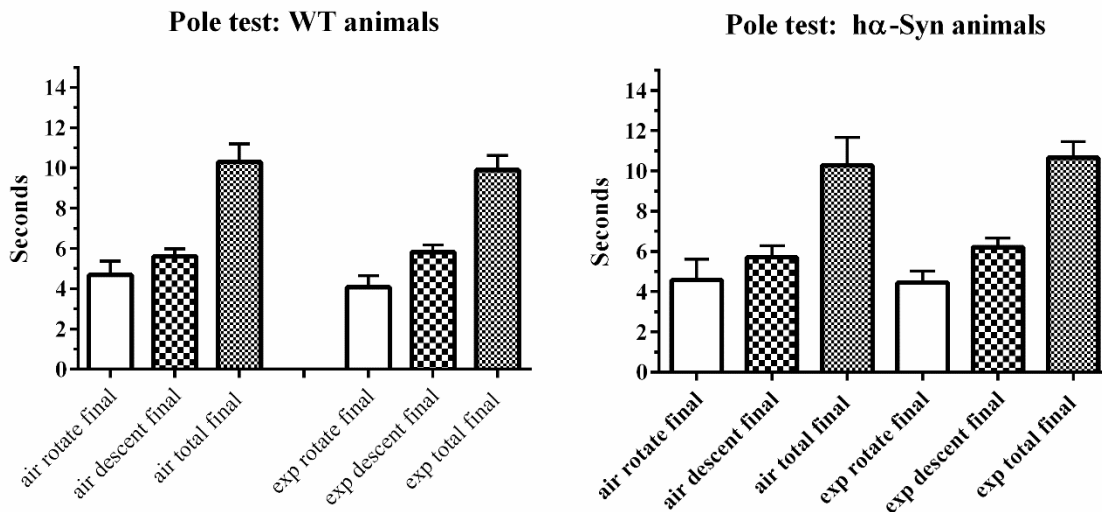 Pole test: WT animals
Seconds
14
12
10
8
6
4
2
0
air rotate final
air descent final
air total final
exp rotate final
exp descent final
exp total final
Pole test:  hα-Syn animals
Seconds
14
12
10
8
6
4
2
0
air rotate final
air descent final
air total final
exp rotate final
exp descent final
exp total final